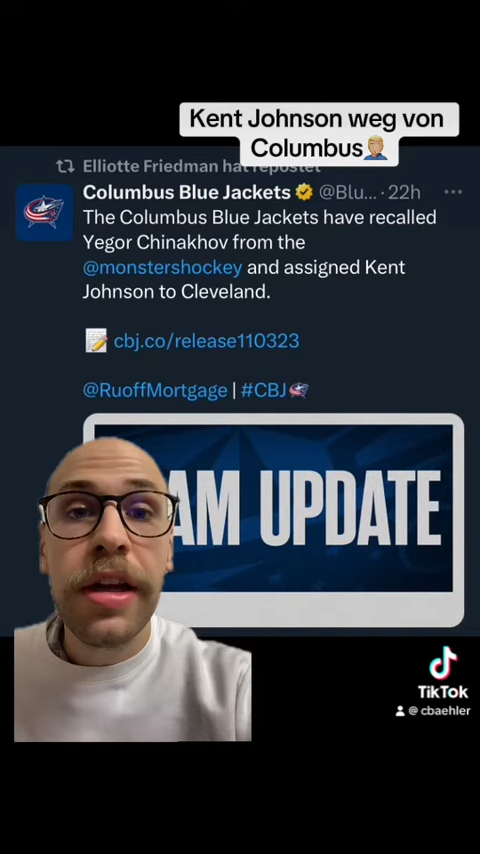 Kent Johnson weg von
Columbus🤦🏼‍♂️
Elliotte Friedman hat repostet
Columbus Blue Jackets @Blu... · 22h
The Columbus Blue Jackets have recalled
Yegor Chinakhov from the
@monstershockey and assigned Kent
Johnson to Cleveland.
📝 cbj.co/release110323
@RuoffMortgage | #CBJ
AM UPDATE
TikTok
@ cbaehler